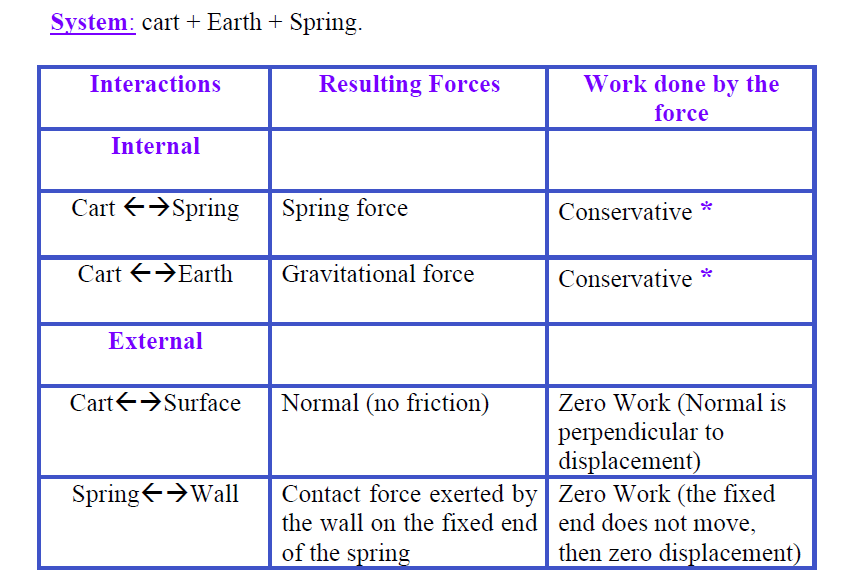 System: cart + Earth + Spring.
Interactions
Resulting Forces
Work done by the
force
Internal
Cart ←→Spring
Spring force
Conservative *
Cart ←→Earth
Gravitational force
Conservative *
External
Cart←→Surface
Normal (no friction)
Zero Work (Normal is
perpendicular to
displacement)
Spring←→Wall
Contact force exerted by
the wall on the fixed end
of the spring
Zero Work (the fixed
end does not move,
then zero displacement)